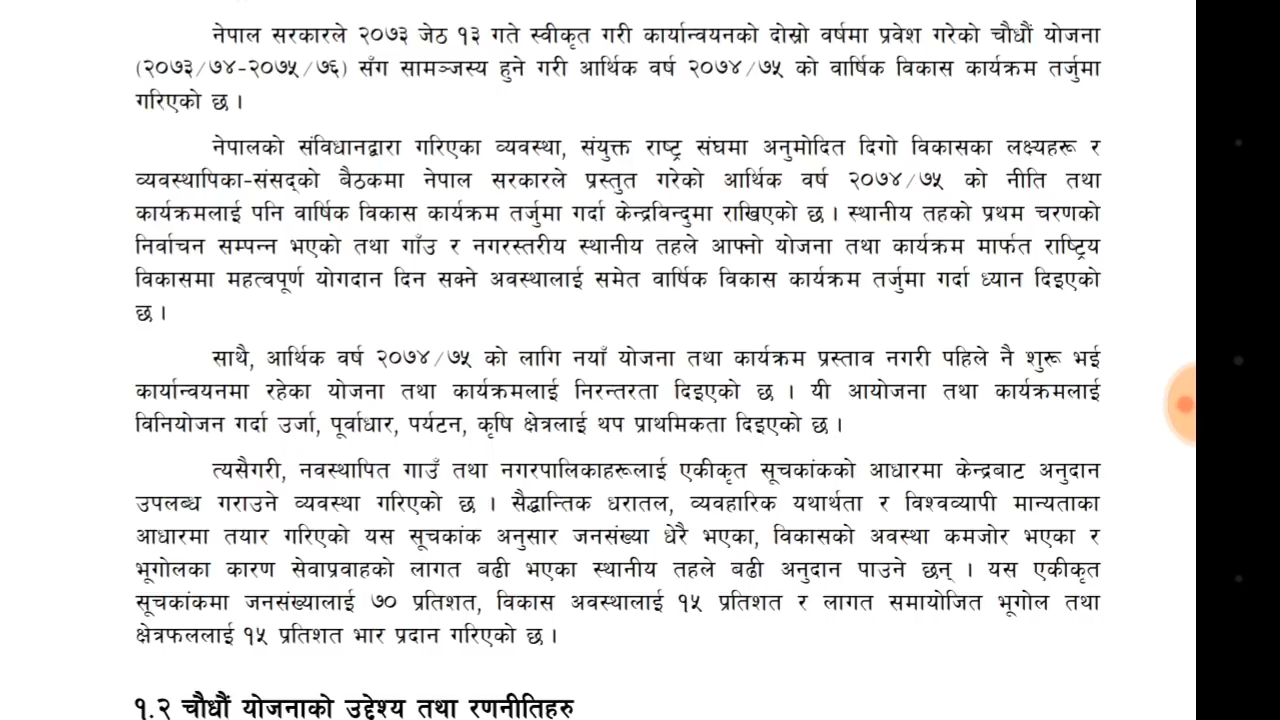 नेपाल सरकारले २०७३ जेठ १३ गते स्वीकृत गरी कार्यान्वयनको दोस्रो वर्षमा प्रवेश गरेको चौधौं योजना
(२०७३/७४-२०७५/७६) सँग सामञ्जस्य हुने गरी आर्थिक वर्ष २०७४/७५ को वार्षिक विकास कार्यक्रम तर्जुमा
गरिएको छ ।
नेपालको संविधानद्वारा गरिएका व्यवस्था, संयुक्त राष्ट्र संघमा अनुमोदित दिगो विकासका लक्ष्यहरू र
व्यवस्थापिका-संसद्को बैठकमा नेपाल सरकारले प्रस्तुत गरेको आर्थिक वर्ष २०७४/७५ को नीति तथा
कार्यक्रमलाई पनि वार्षिक विकास कार्यक्रम तर्जुमा गर्दा केन्द्रविन्दुमा राखिएको छ । स्थानीय तहको प्रथम चरणको
निर्वाचन सम्पन्न भएको तथा गाँउ र नगरस्तरीय स्थानीय तहले आफ्नो योजना तथा कार्यक्रम मार्फत राष्ट्रिय
विकासमा महत्वपूर्ण योगदान दिन सक्ने अवस्थालाई समेत वार्षिक विकास कार्यक्रम तर्जुमा गर्दा ध्यान दिइएको
छ ।
साथै, आर्थिक वर्ष २०७४/७५ को लागि नयाँ योजना तथा कार्यक्रम प्रस्ताव नगरी पहिले नै शुरू भई
कार्यान्वयनमा रहेका योजना तथा कार्यक्रमलाई निरन्तरता दिइएको छ । यी आयोजना तथा कार्यक्रमलाई
विनियोजन गर्दा उर्जा, पूर्वाधार, पर्यटन, कृषि क्षेत्रलाई थप प्राथमिकता दिइएको छ ।
त्यसैगरी, नवस्थापित गाउँ तथा नगरपालिकाहरूलाई एकीकृत सूचकांकको आधारमा केन्द्रबाट अनुदान
उपलब्ध गराउने व्यवस्था गरिएको छ । सैद्धान्तिक धरातल, व्यवहारिक यथार्थता र विश्वव्यापी मान्यताका
आधारमा तयार गरिएको यस सूचकांक अनुसार जनसंख्या धेरै भएका, विकासको अवस्था कमजोर भएका र
भूगोलका कारण सेवाप्रवाहको लागत बढी भएका स्थानीय तहले बढी अनुदान पाउने छन् । यस एकीकृत
सूचकांकमा जनसंख्यालाई ७० प्रतिशत, विकास अवस्थालाई १५ प्रतिशत र लागत समायोजित भूगोल तथा
क्षेत्रफललाई १५ प्रतिशत भार प्रदान गरिएको छ ।
१.२ चौधौं योजनाको उद्देश्य तथा रणनीतिहरु